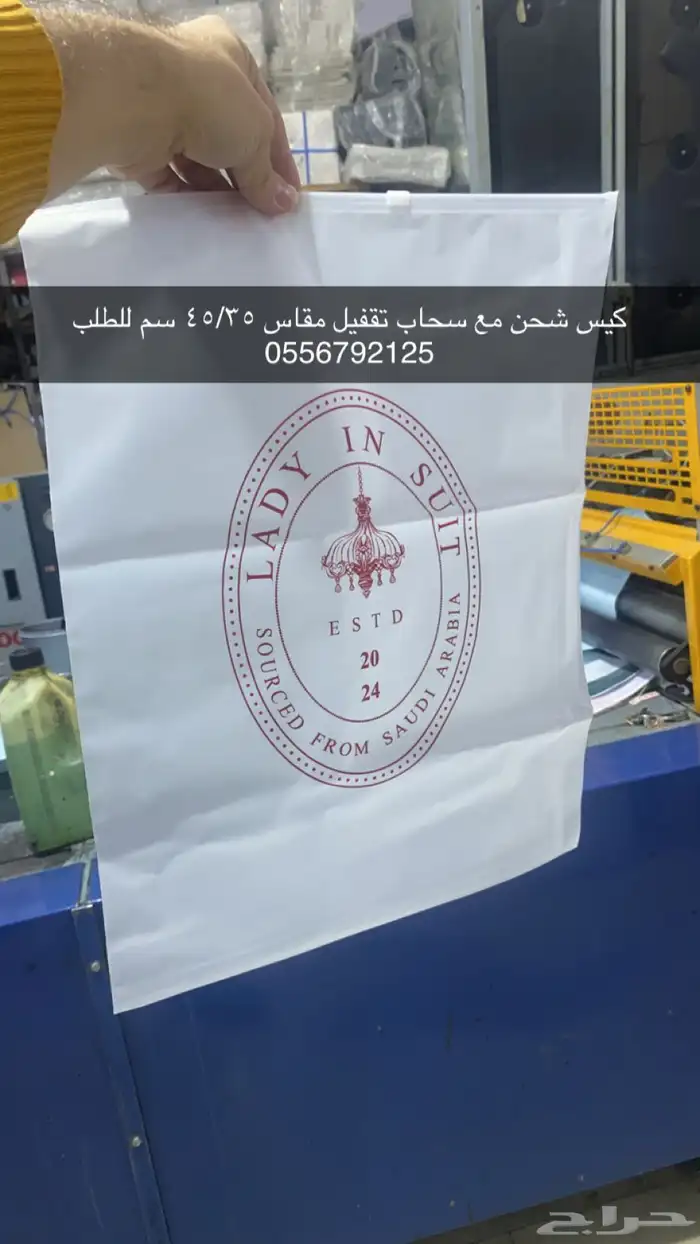 كيس شحن مع سحاب تقفيل مقاس ٤٥/٣٥ سم للطلب
0556792125
LADY IN SUIT
ESTD
20
24
SOURCED FROM SAUDI ARABIA
حراج